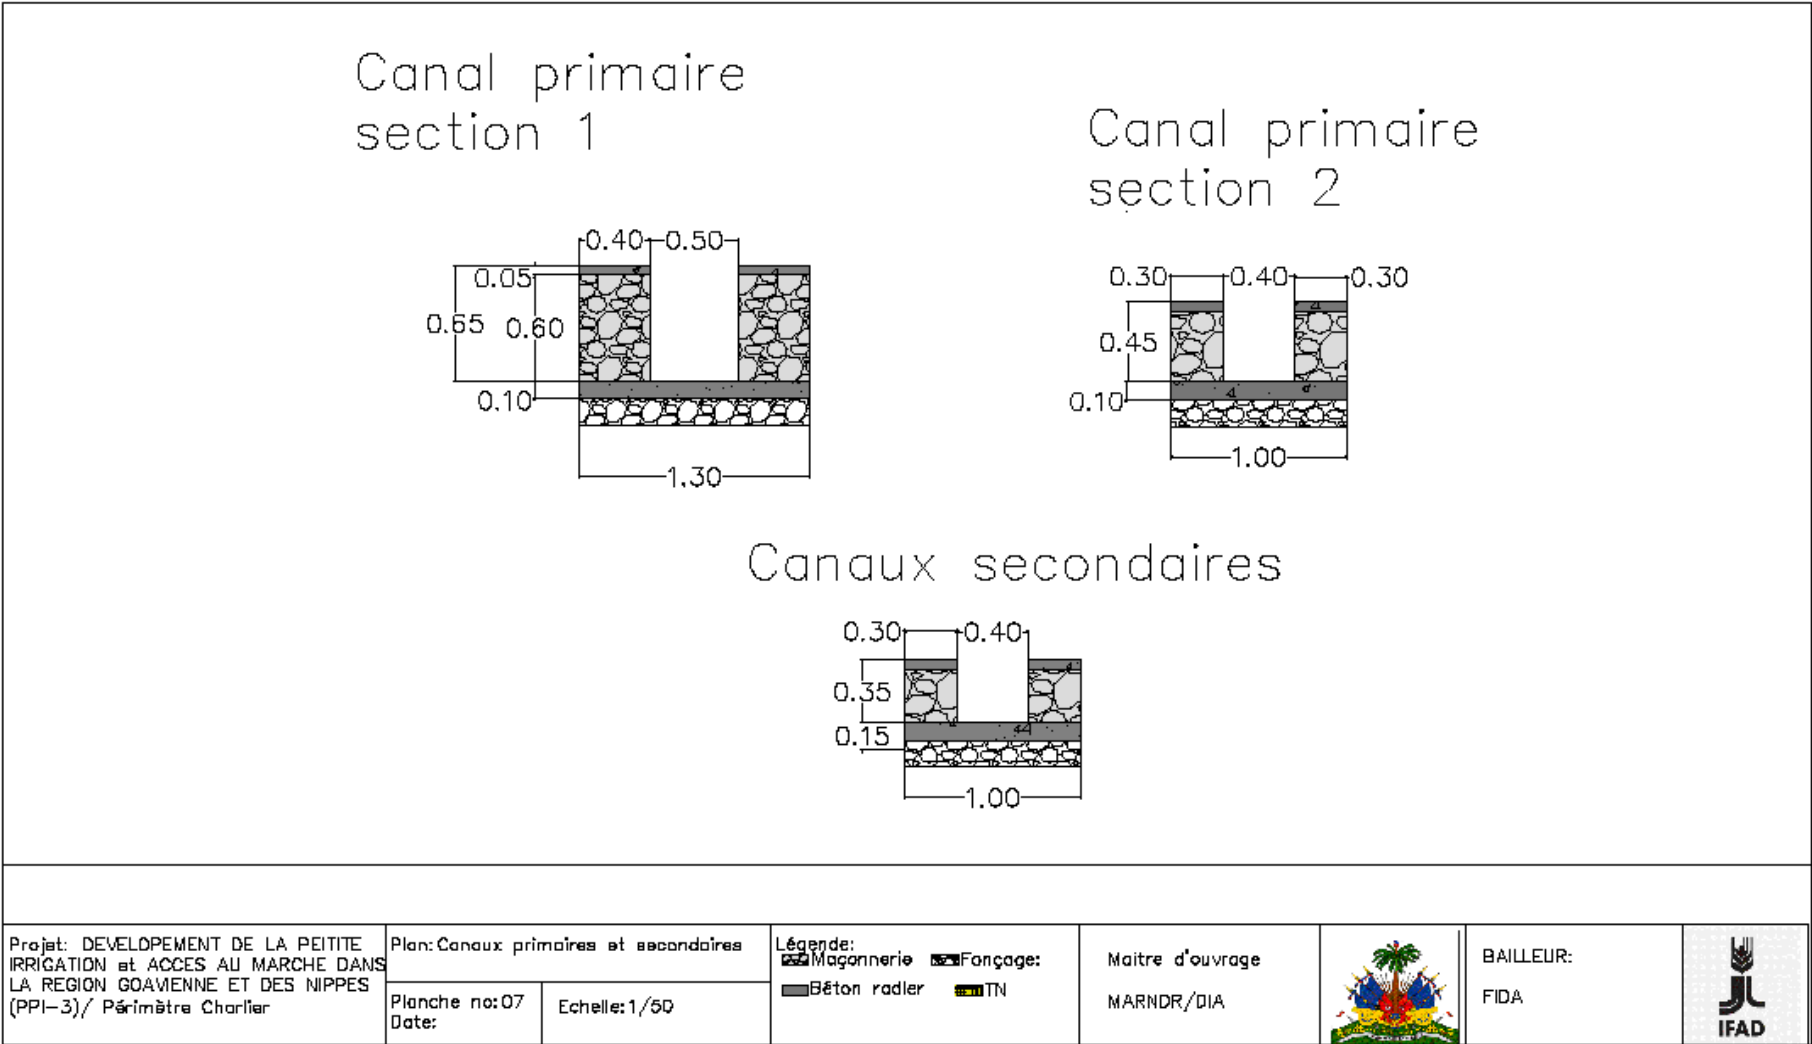 Canal primaire
section 1
Canal primaire
section 2
0.40 0.50
0.05
0.65 0.60
0.10
1.30
0.30 0.40 0.30
0.45
0.10
1.00
Canaux secondaires
0.30 0.40
0.35
0.15
1.00
Projet: DEVELOPEMENT DE LA PEITITE
IRRIGATION et ACCES AU MARCHE DANS
LA REGION GOAVIENNE ET DES NIPPES
(PPI-3)/ Périmètre Charlier
Plan: Canaux primaires et secondaires
Planche no: 07
Date:
Echelle: 1/50
Légende:
Maçonnerie Fonçage:
Béton radier TN
Maitre d'ouvrage
MARNDR/DIA
BAILLEUR:
FIDA
IFAD